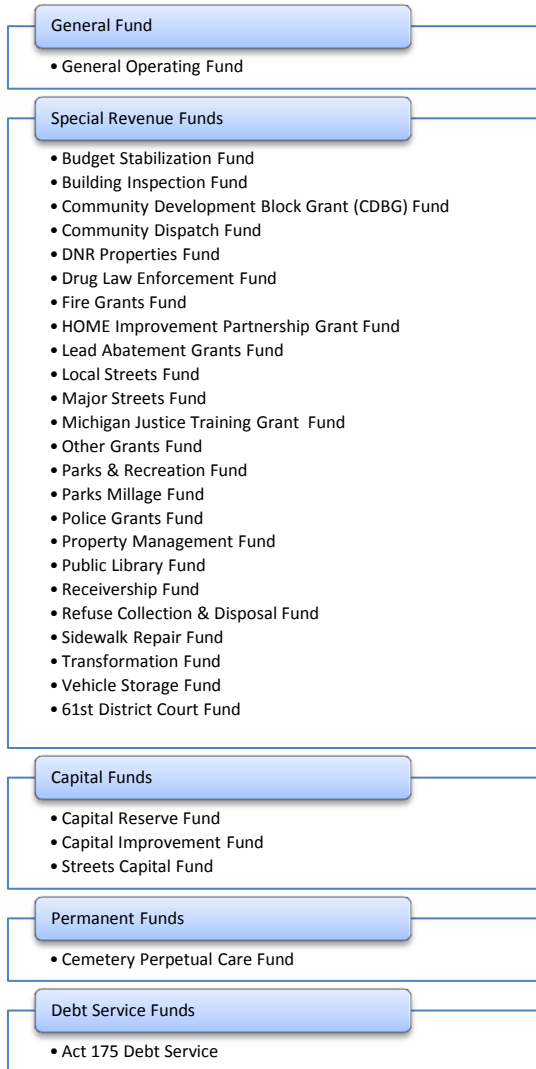 General Fund
• General Operating Fund
Special Revenue Funds
• Budget Stabilization Fund
• Building Inspection Fund
• Community Development Block Grant (CDBG) Fund
• Community Dispatch Fund
• DNR Properties Fund
• Drug Law Enforcement Fund
• Fire Grants Fund
• HOME Improvement Partnership Grant Fund
• Lead Abatement Grants Fund
• Local Streets Fund
• Major Streets Fund
• Michigan Justice Training Grant  Fund
• Other Grants Fund
• Parks & Recreation Fund
• Parks Millage Fund
• Police Grants Fund
• Property Management Fund
• Public Library Fund
• Receivership Fund
• Refuse Collection & Disposal Fund
• Sidewalk Repair Fund
• Transformation Fund
• Vehicle Storage Fund
• 61st District Court Fund
Capital Funds
• Capital Reserve Fund
• Capital Improvement Fund
• Streets Capital Fund
Permanent Funds
• Cemetery Perpetual Care Fund
Debt Service Funds
• Act 175 Debt Service